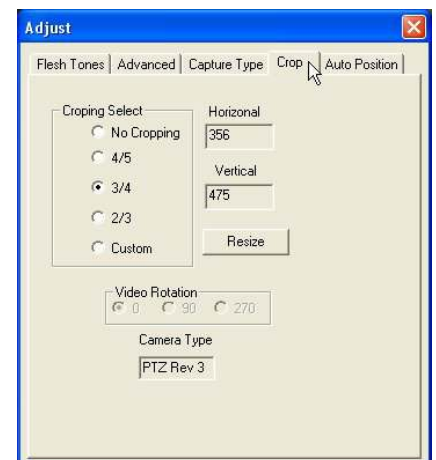 Adjust
Flesh Tones Advanced Capture Type Crop Auto Position
Croping Select
No Cropping
4/5
3/4
2/3
Custom
Horizonal
356
Vertical
475
Resize
Video Rotation
0 90 270
Camera Type
PTZ Rev 3